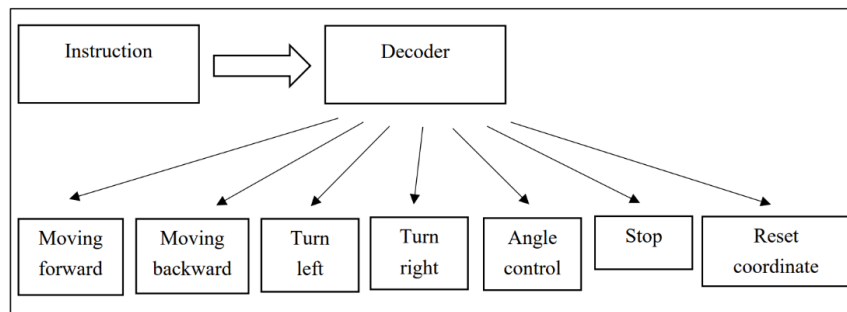 Instruction
Decoder
Moving
forward
Moving
backward
Turn
left
Turn
right
Angle
control
Stop
Reset
coordinate